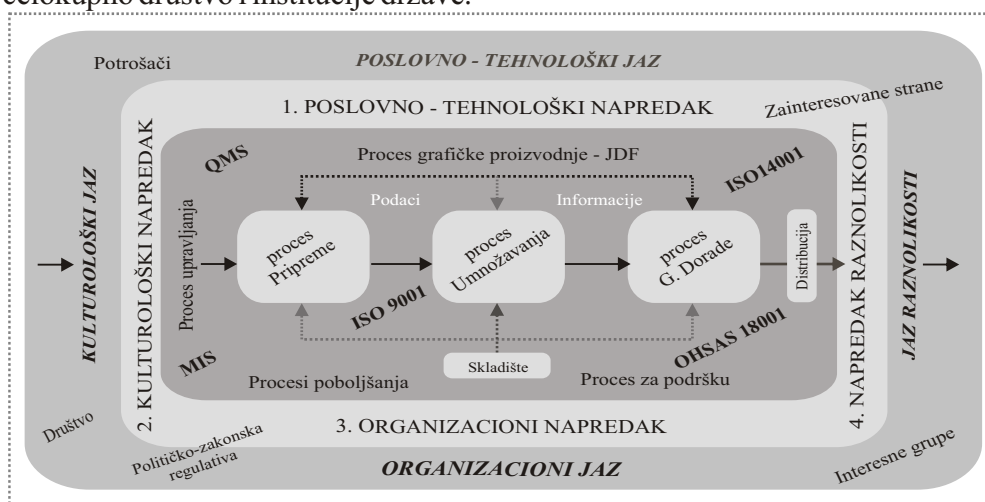 celokupno društvo i institucije države.
Potrošači
POSLOVNO - TEHNOLOŠKI JAZ
Zainteresovane strane
1. POSLOVNO - TEHNOLOŠKI NAPREDAK
KULTUROLOŠKI JAZ
2. KULTUROLOŠKI NAPREDAK
QMS
Proces grafičke proizvodnje - JDF
ISO14001
Podaci
Informacije
Proces upravljanja
proces
Pripreme
proces
Umnožavanja
proces
G. Dorade
Distribucija
4. NAPREDAK RAZNOLIKOSTI
JAZ RAZNOLIKOSTI
ISO 9001
OHSAS 18001
MIS
Skladište
Procesi poboljšanja
Proces za podršku
3. ORGANIZACIONI NAPREDAK
Društvo
Političko-zakonska
regulativa
ORGANIZACIONI JAZ
Interesne grupe